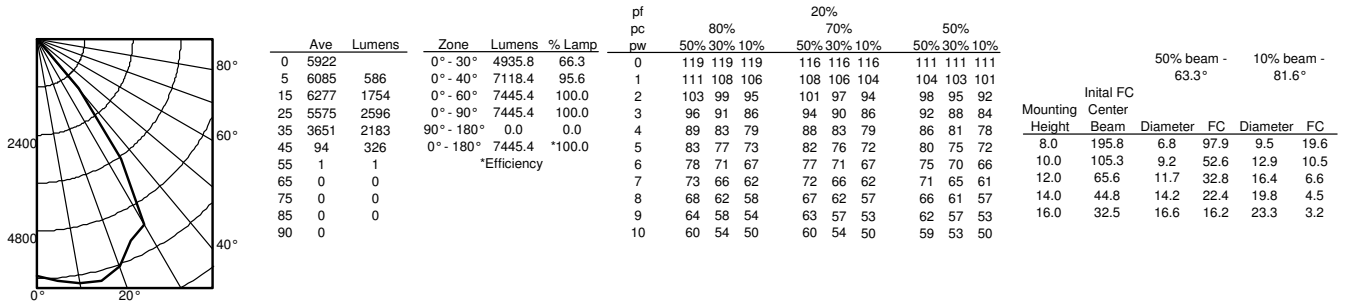 2400
4800
0°
20°
40°
60°
80°
Ave Lumens
0 5922
5 6085 586
15 6277 1754
25 5575 2596
35 3651 2183
45 94 326
55 1 1
65 0 0
75 0 0
85 0 0
90 0
Zone Lumens % Lamp
0° - 30° 4935.8 66.3
0° - 40° 7118.4 95.6
0° - 60° 7445.4 100.0
0° - 90° 7445.4 100.0
90° - 180° 0.0 0.0
0° - 180° 7445.4 *100.0
*Efficiency
pf 20%
pc 80% 70% 50%
pw 50% 30% 10% 50% 30% 10% 50% 30% 10%
0 119 119 119 116 116 116 111 111 111
1 111 108 106 108 106 104 104 103 101
2 103 99 95 101 97 94 98 95 92
3 96 91 86 94 90 86 92 88 84
4 89 83 79 88 83 79 86 81 78
5 83 77 73 82 76 72 80 75 72
6 78 71 67 77 71 67 75 70 66
7 73 66 62 72 66 62 71 65 61
8 68 62 58 67 62 57 66 61 57
9 64 58 54 63 57 53 62 57 53
10 60 54 50 60 54 50 59 53 50
50% beam - 10% beam -
63.3° 81.6°
Inital FC
Mounting Center
Height Beam Diameter FC Diameter FC
8.0 195.8 6.8 97.9 9.5 19.6
10.0 105.3 9.2 52.6 12.9 10.5
12.0 65.6 11.7 32.8 16.4 6.6
14.0 44.8 14.2 22.4 19.8 4.5
16.0 32.5 16.6 16.2 23.3 3.2